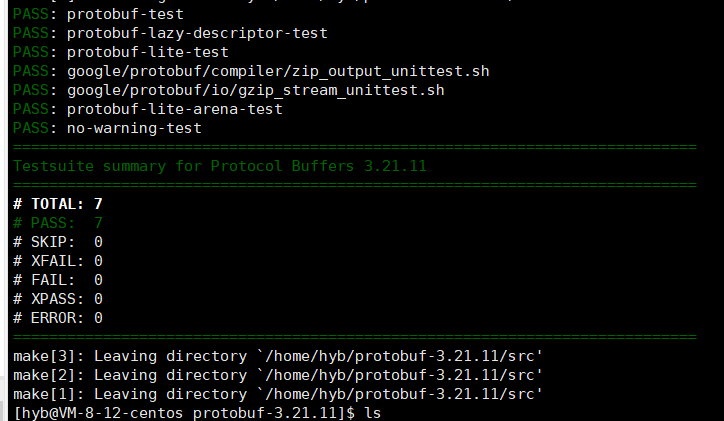 PASS: protobuf-test
PASS: protobuf-lazy-descriptor-test
PASS: protobuf-lite-test
PASS: google/protobuf/compiler/zip_output_unittest.sh
PASS: google/protobuf/io/gzip_stream_unittest.sh
PASS: protobuf-lite-arena-test
PASS: no-warning-test
============================================================================
Testsuite summary for Protocol Buffers 3.21.11
============================================================================
# TOTAL: 7
# PASS:  7
# SKIP:  0
# XFAIL: 0
# FAIL:  0
# XPASS: 0
# ERROR: 0
============================================================================
make[3]: Leaving directory `/home/hyb/protobuf-3.21.11/src'
make[2]: Leaving directory `/home/hyb/protobuf-3.21.11/src'
make[1]: Leaving directory `/home/hyb/protobuf-3.21.11/src'
[hyb@VM-8-12-centos protobuf-3.21.11]$ ls